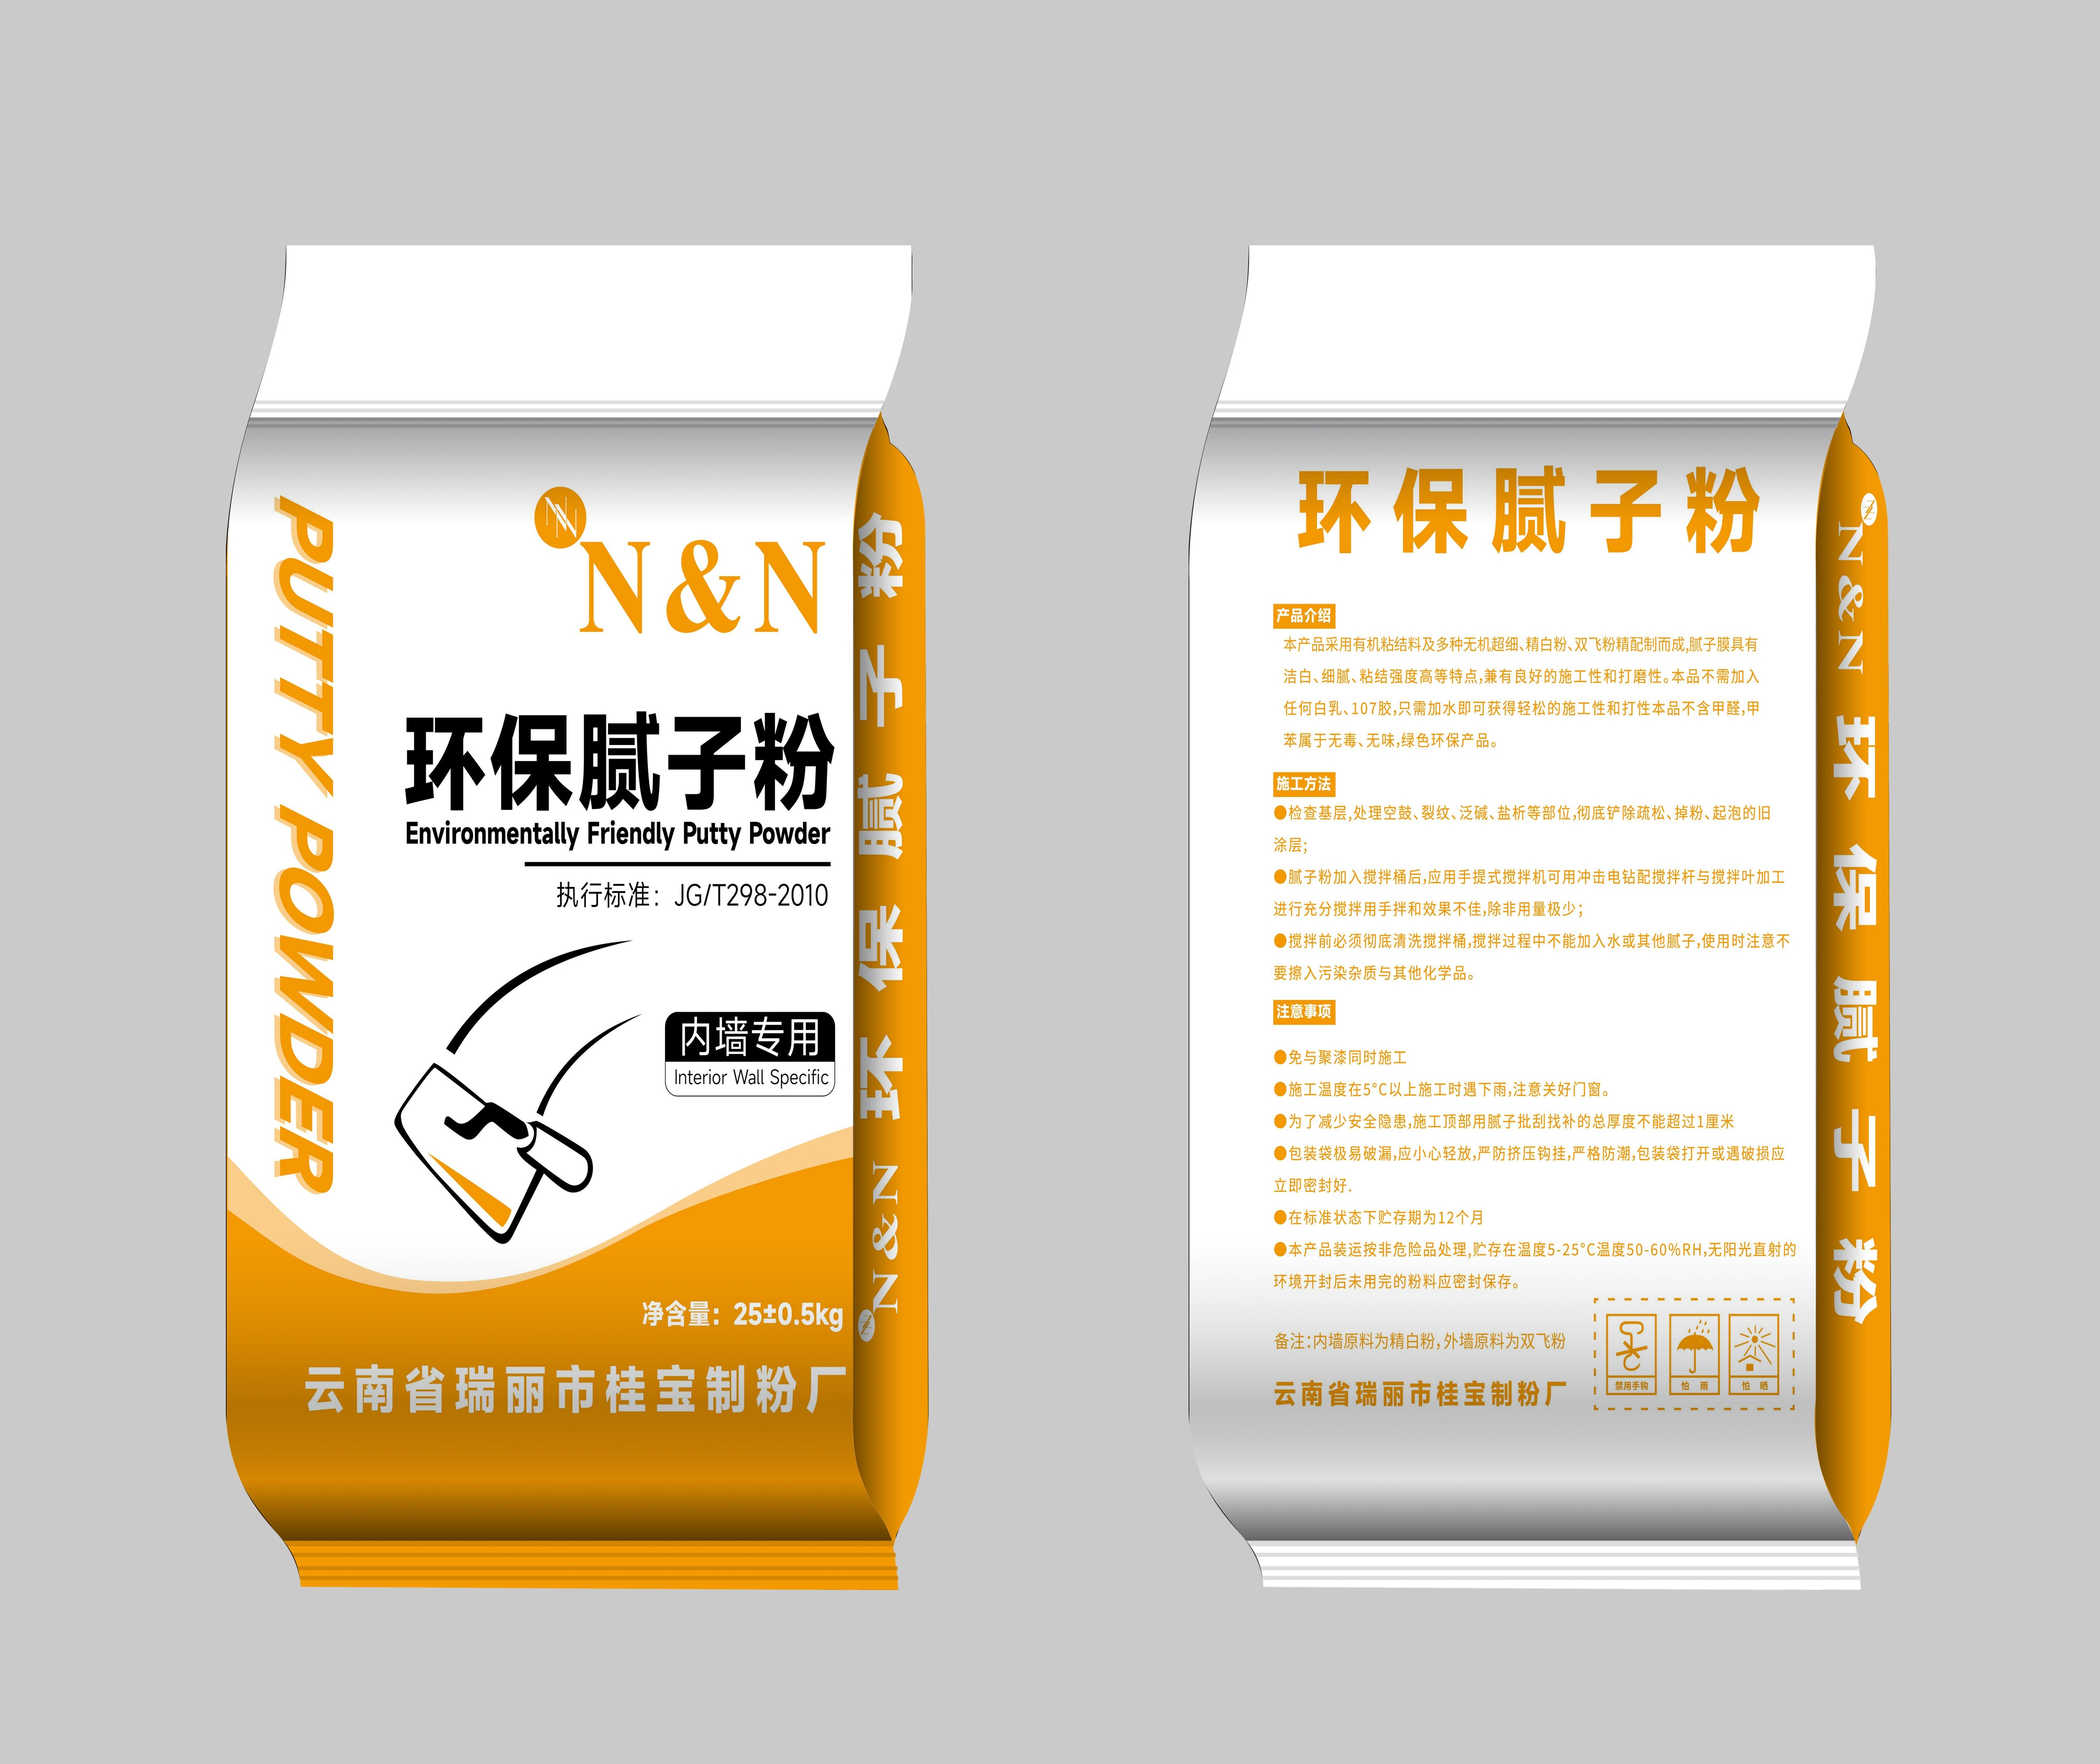 PUTTY POWDER
N&N
环保腻子粉
Environmentally Friendly Putty Powder
执行标准：JG/T298-2010
内墙专用
Interior Wall Specific
净含量：25±0.5kg
云南省瑞丽市桂宝制粉厂
N&N 环保腻子粉
环保腻子粉
产品介绍
本产品采用有机粘结料及多种无机超细、精白粉、双飞粉精配制而成,腻子膜具有
洁白、细腻、粘结强度高等特点,兼有良好的施工性和打磨性。本品不需加入
任何白乳、107胶,只需加水即可获得轻松的施工性和打性本品不含甲醛,甲
苯属于无毒、无味,绿色环保产品。
施工方法
●检查基层,处理空鼓、裂纹、泛碱、盐析等部位,彻底铲除疏松、掉粉、起泡的旧
涂层;
●腻子粉加入搅拌桶后,应用手提式搅拌机可用冲击电钻配搅拌杆与搅拌叶加工
进行充分搅拌用手拌和效果不佳,除非用量极少;
●搅拌前必须彻底清洗搅拌桶,搅拌过程中不能加入水或其他腻子,使用时注意不
要擦入污染杂质与其他化学品。
注意事项
●免与聚漆同时施工
●施工温度在5°C以上施工时遇下雨,注意关好门窗。
●为了减少安全隐患,施工顶部用腻子批刮找补的总厚度不能超过1厘米
●包装袋极易破漏,应小心轻放,严防挤压钩挂,严格防潮,包装袋打开或遇破损应
立即密封好.
●在标准状态下贮存期为12个月
●本产品装运按非危险品处理,贮存在温度5-25°C温度50-60%RH,无阳光直射的
环境开封后未用完的粉料应密封保存。
备注:内墙原料为精白粉,外墙原料为双飞粉
云南省瑞丽市桂宝制粉厂
禁用手钩
怕 雨
怕 晒
N&N 环保腻子粉